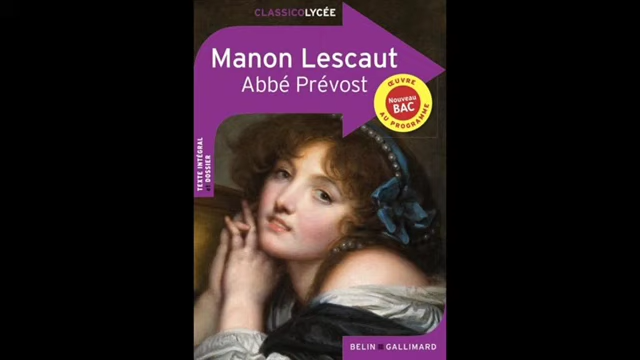 CLASSICOLYCÉE
Manon Lescaut
Abbé Prévost
ŒUVRE
Nouveau
BAC
AU PROGRAMME
TEXTE INTÉGRAL
+ DOSSIER
BELIN ■ GALLIMARD